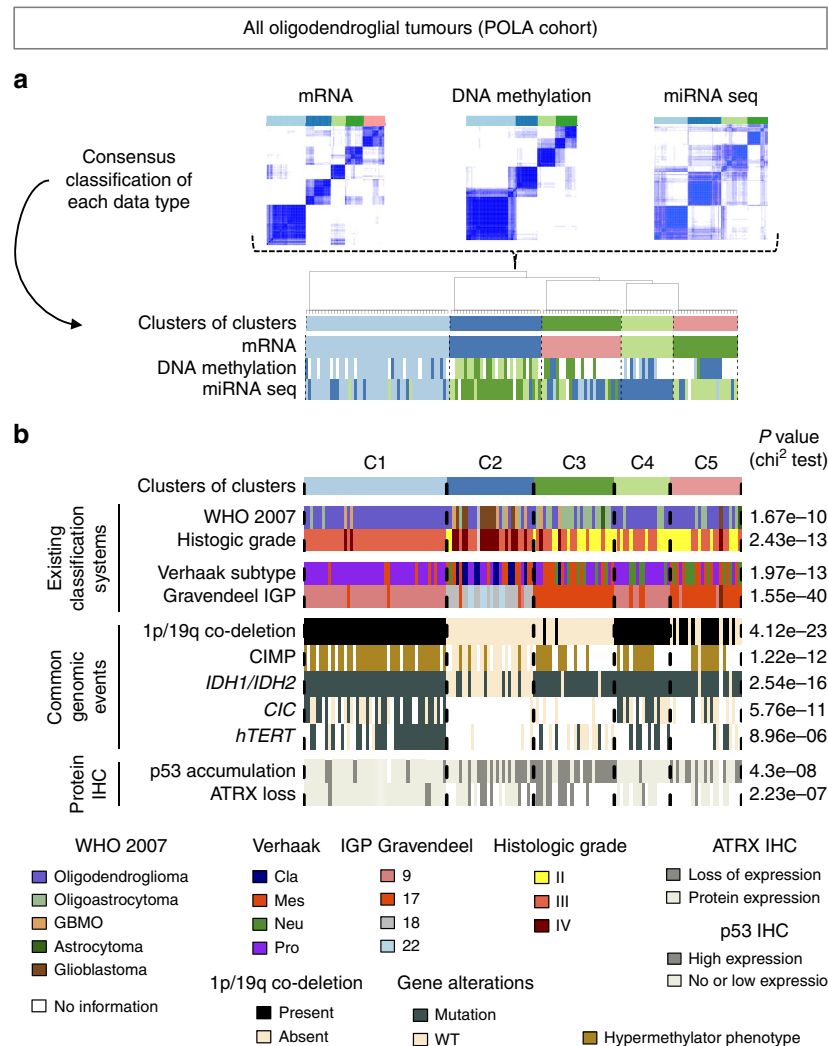 All oligodendroglial tumours (POLA cohort)
a
mRNA
DNA methylation
miRNA seq
Consensus
classification of
each data type
Clusters of clusters
mRNA
DNA methylation
miRNA seq
b
P value
(chi² test)
C1 C2 C3 C4 C5
Clusters of clusters
Existing
classification
systems
WHO 2007 1.67e–10
Histogic grade 2.43e–13
Verhaak subtype 1.97e–13
Gravendeel IGP 1.55e–40
Common
genomic
events
1p/19q co-deletion 4.12e–23
CIMP 1.22e–12
IDH1/IDH2 2.54e–16
CIC 5.76e–11
hTERT 8.96e–06
Protein
IHC
p53 accumulation 4.3e–08
ATRX loss 2.23e–07
WHO 2007
Oligodendroglioma
Oligoastrocytoma
GBMO
Astrocytoma
Glioblastoma
No information
Verhaak
Cla
Mes
Neu
Pro
IGP Gravendeel
9
17
18
22
Histologic grade
II
III
IV
ATRX IHC
Loss of expression
Protein expression
p53 IHC
High expression
No or low expressio
1p/19q co-deletion
Present
Absent
Gene alterations
Mutation
WT
Hypermethylator phenotype